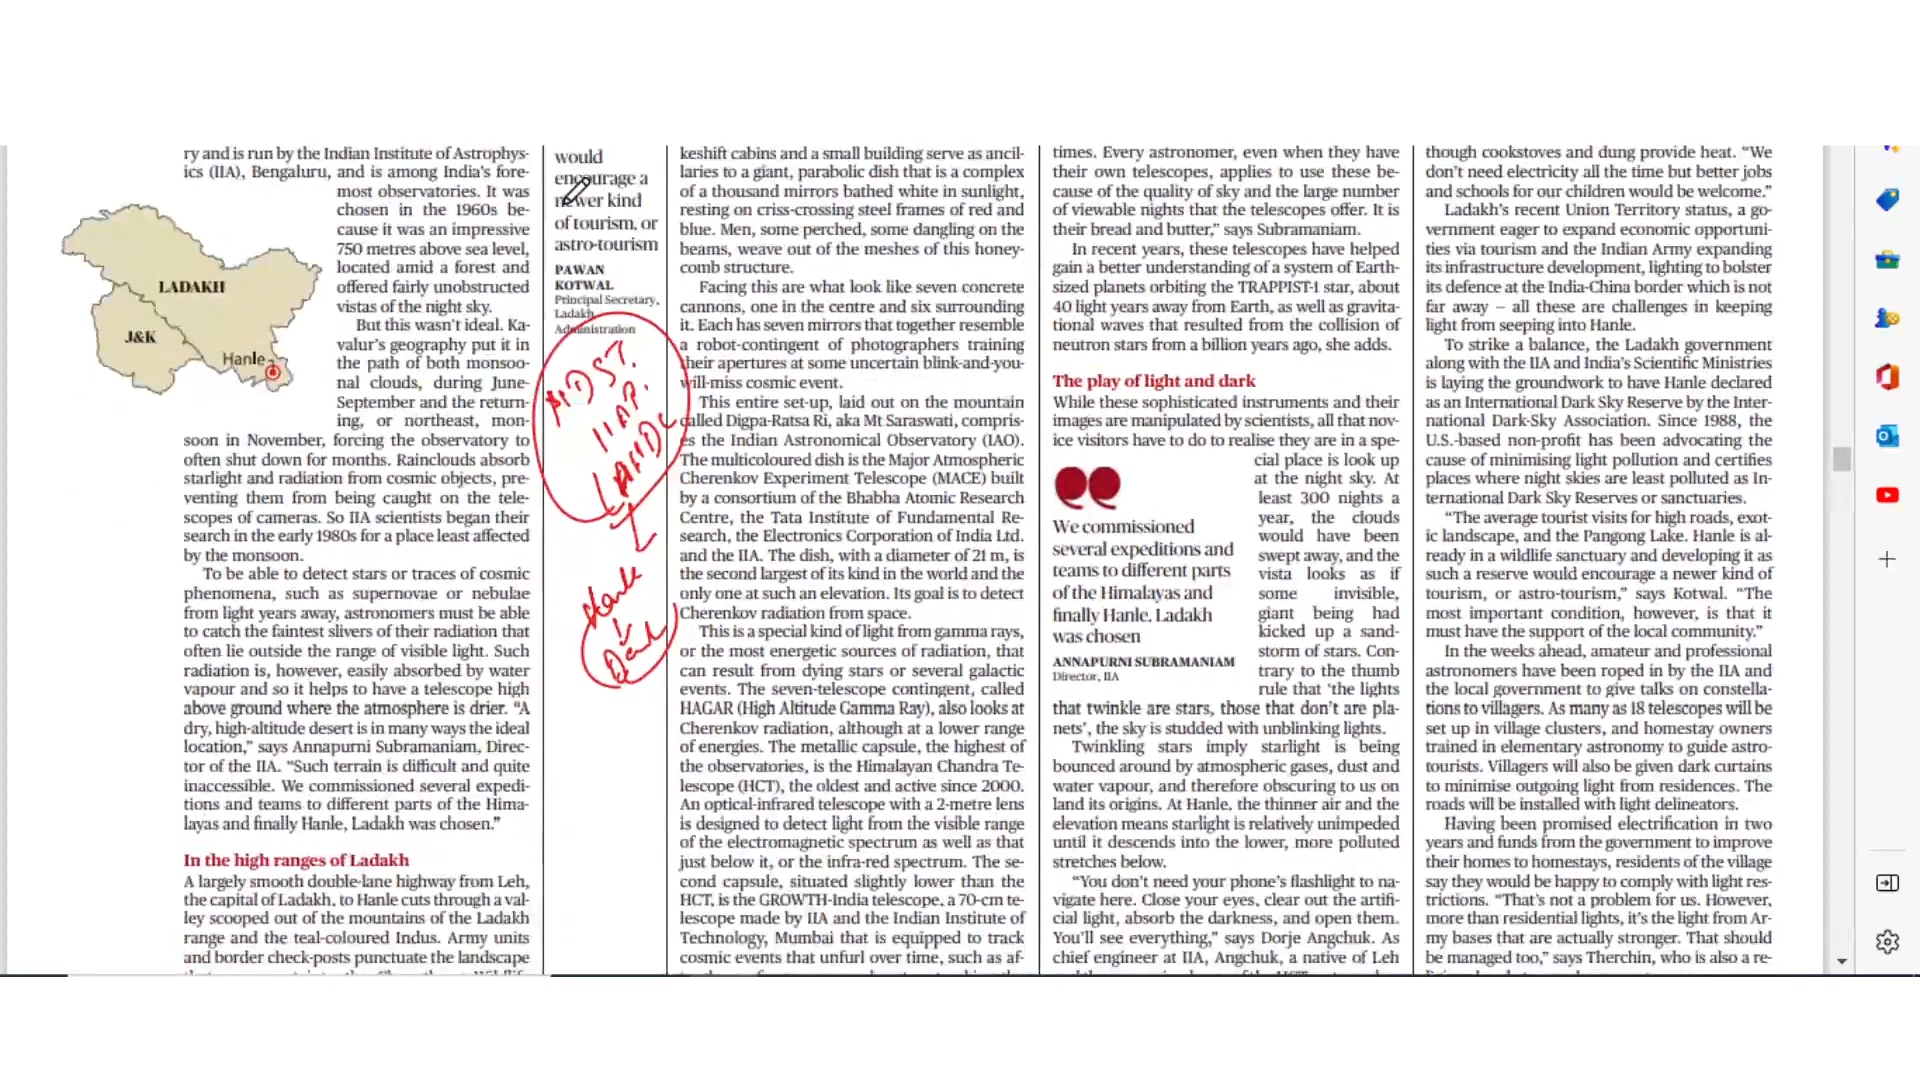 ry and is run by the Indian Institute of Astrophys-
ics (IIA), Bengaluru, and is among India's fore-
most observatories. It was
chosen in the 1960s be-
cause it was an impressive
750 metres above sea level,
located amid a forest and
offered fairly unobstructed
vistas of the night sky.
But this wasn't ideal. Ka-
valur's geography put it in
the path of both monsoo-
nal clouds, during June-
September and the return-
ing, or northeast, mon-
soon in November, forcing the observatory to
often shut down for months. Rainclouds absorb
starlight and radiation from cosmic objects, pre-
venting them from being caught on the tele-
scopes of cameras. So IIA scientists began their
search in the early 1980s for a place least affected
by the monsoon.
To be able to detect stars or traces of cosmic
phenomena, such as supernovae or nebulae
from light years away, astronomers must be able
to catch the faintest slivers of their radiation that
often lie outside the range of visible light. Such
radiation is, however, easily absorbed by water
vapour and so it helps to have a telescope high
above ground where the atmosphere is drier. "A
dry, high-altitude desert is in many ways the ideal
location," says Annapurni Subramaniam, Direc-
tor of the IIA. "Such terrain is difficult and quite
inaccessible. We commissioned several expedi-
tions and teams to different parts of the Hima-
layas and finally Hanle, Ladakh was chosen."
In the high ranges of Ladakh
A largely smooth double-lane highway from Leh,
the capital of Ladakh, to Hanle cuts through a val-
ley scooped out of the mountains of the Ladakh
range and the teal-coloured Indus. Army units
and border check-posts punctuate the landscape
LADAKH
J&K
Hanle
would
encourage a
newer kind
of tourism, or
astro-tourism
PAWAN
KOTWAL
Principal Secretary,
Ladakh
Administration
Hanle
keshift cabins and a small building serve as ancil-
laries to a giant, parabolic dish that is a complex
of a thousand mirrors bathed white in sunlight,
resting on criss-crossing steel frames of red and
blue. Men, some perched, some dangling on the
beams, weave out of the meshes of this honey-
comb structure.
Facing this are what look like seven concrete
cannons, one in the centre and six surrounding
it. Each has seven mirrors that together resemble
a robot-contingent of photographers training
their apertures at some uncertain blink-and-you-
will-miss cosmic event.
This entire set-up, laid out on the mountain
called Digpa-Ratsa Ri, aka Mt Saraswati, compris-
es the Indian Astronomical Observatory (IAO).
The multicoloured dish is the Major Atmospheric
Cherenkov Experiment Telescope (MACE) built
by a consortium of the Bhabha Atomic Research
Centre, the Tata Institute of Fundamental Re-
search, the Electronics Corporation of India Ltd.
and the IIA. The dish, with a diameter of 21 m, is
the second largest of its kind in the world and the
only one at such an elevation. Its goal is to detect
Cherenkov radiation from space.
This is a special kind of light from gamma rays,
or the most energetic sources of radiation, that
can result from dying stars or several galactic
events. The seven-telescope contingent, called
HAGAR (High Altitude Gamma Ray), also looks at
Cherenkov radiation, although at a lower range
of energies. The metallic capsule, the highest of
the observatories, is the Himalayan Chandra Te-
lescope (HCT), the oldest and active since 2000.
An optical-infrared telescope with a 2-metre lens
is designed to detect light from the visible range
of the electromagnetic spectrum as well as that
just below it, or the infra-red spectrum. The se-
cond capsule, situated slightly lower than the
HCT, is the GROWTH-India telescope, a 70-cm te-
lescope made by IIA and the Indian Institute of
Technology, Mumbai that is equipped to track
cosmic events that unfurl over time, such as af-
times. Every astronomer, even when they have
their own telescopes, applies to use these be-
cause of the quality of sky and the large number
of viewable nights that the telescopes offer. It is
their bread and butter," says Subramaniam.
In recent years, these telescopes have helped
gain a better understanding of a system of Earth-
sized planets orbiting the TRAPPIST-1 star, about
40 light years away from Earth, as well as gravita-
tional waves that resulted from the collision of
neutron stars from a billion years ago, she adds.
The play of light and dark
While these sophisticated instruments and their
images are manipulated by scientists, all that nov-
ice visitors have to do to realise they are in a spe-
cial place is look up
at the night sky. At
least 300 nights a
year, the clouds
would have been
swept away, and the
vista looks as if
some invisible,
giant being had
kicked up a sand-
storm of stars. Con-
trary to the thumb
rule that 'the lights
that twinkle are stars, those that don't are pla-
nets', the sky is studded with unblinking lights.
Twinkling stars imply starlight is being
bounced around by atmospheric gases, dust and
water vapour, and therefore obscuring to us on
land its origins. At Hanle, the thinner air and the
elevation means starlight is relatively unimpeded
until it descends into the lower, more polluted
stretches below.
"You don't need your phone's flashlight to na-
vigate here. Close your eyes, clear out the artifi-
cial light, absorb the darkness, and open them.
You'll see everything," says Dorje Angchuk. As
chief engineer at IIA, Angchuk, a native of Leh
We commissioned
several expeditions and
teams to different parts
of the Himalayas and
finally Hanle, Ladakh
was chosen
ANNAPURNI SUBRAMANIAM
Director, IIA
though cookstoves and dung provide heat. "We
don't need electricity all the time but better jobs
and schools for our children would be welcome."
Ladakh's recent Union Territory status, a go-
vernment eager to expand economic opportuni-
ties via tourism and the Indian Army expanding
its infrastructure development, lighting to bolster
its defence at the India-China border which is not
far away – all these are challenges in keeping
light from seeping into Hanle.
To strike a balance, the Ladakh government
along with the IIA and India's Scientific Ministries
is laying the groundwork to have Hanle declared
as an International Dark Sky Reserve by the Inter-
national Dark-Sky Association. Since 1988, the
U.S.-based non-profit has been advocating the
cause of minimising light pollution and certifies
places where night skies are least polluted as In-
ternational Dark Sky Reserves or sanctuaries.
"The average tourist visits for high roads, exot-
ic landscape, and the Pangong Lake. Hanle is al-
ready in a wildlife sanctuary and developing it as
such a reserve would encourage a newer kind of
tourism, or astro-tourism," says Kotwal. "The
most important condition, however, is that it
must have the support of the local community."
In the weeks ahead, amateur and professional
astronomers have been roped in by the IIA and
the local government to give talks on constella-
tions to villagers. As many as 18 telescopes will be
set up in village clusters, and homestay owners
trained in elementary astronomy to guide astro-
tourists. Villagers will also be given dark curtains
to minimise outgoing light from residences. The
roads will be installed with light delineators.
Having been promised electrification in two
years and funds from the government to improve
their homes to homestays, residents of the village
say they would be happy to comply with light res-
trictions. "That's not a problem for us. However,
more than residential lights, it's the light from Ar-
my bases that are actually stronger. That should
be managed too," says Therchin, who is also a re-